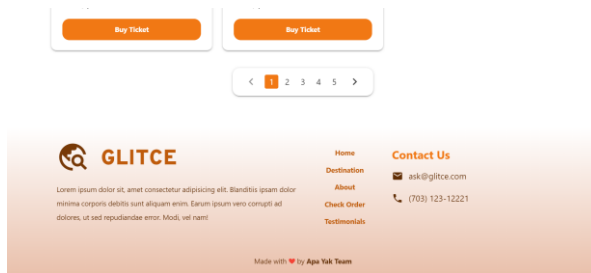 Buy Ticket
Buy Ticket
< 1 2 3 4 5 >
GLITCE
Lorem ipsum dolor sit, amet consectetur adipisicing elit. Blanditiis ipsam dolor
minima corporis debitis sunt aliquam enim. Earum ipsum vero corrupti ad
dolores, ut sed repudiandae error. Modi, vel nam!
Home
Destination
About
Check Order
Testimonials
Contact Us
ask@glitce.com
(703) 123-12221
Made with ❤ by Apa Yak Team